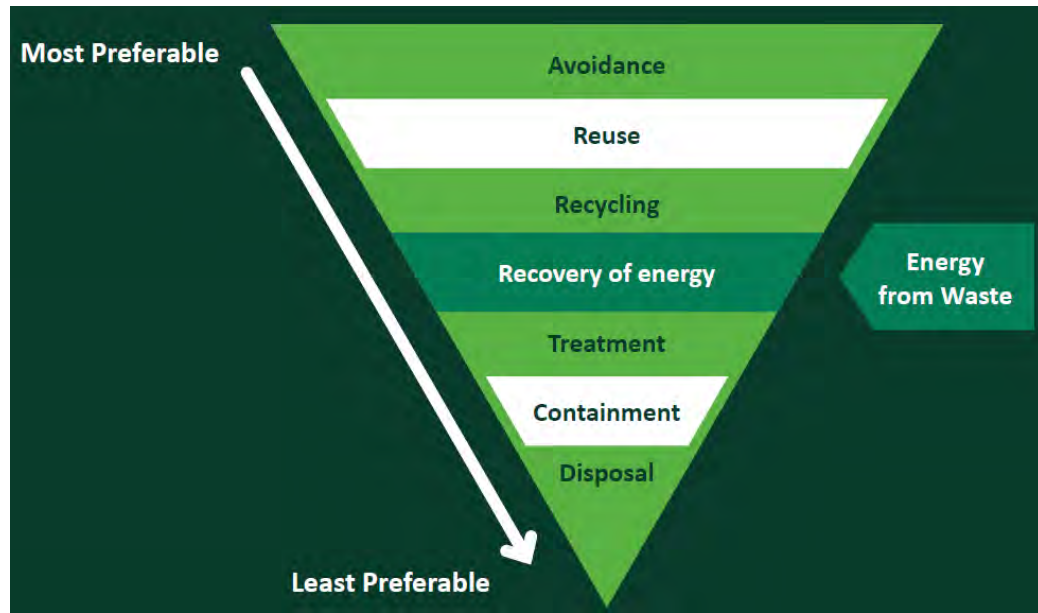 Most Preferable
Avoidance
Reuse
Recycling
Recovery of energy
Energy
from Waste
Treatment
Containment
Disposal
Least Preferable